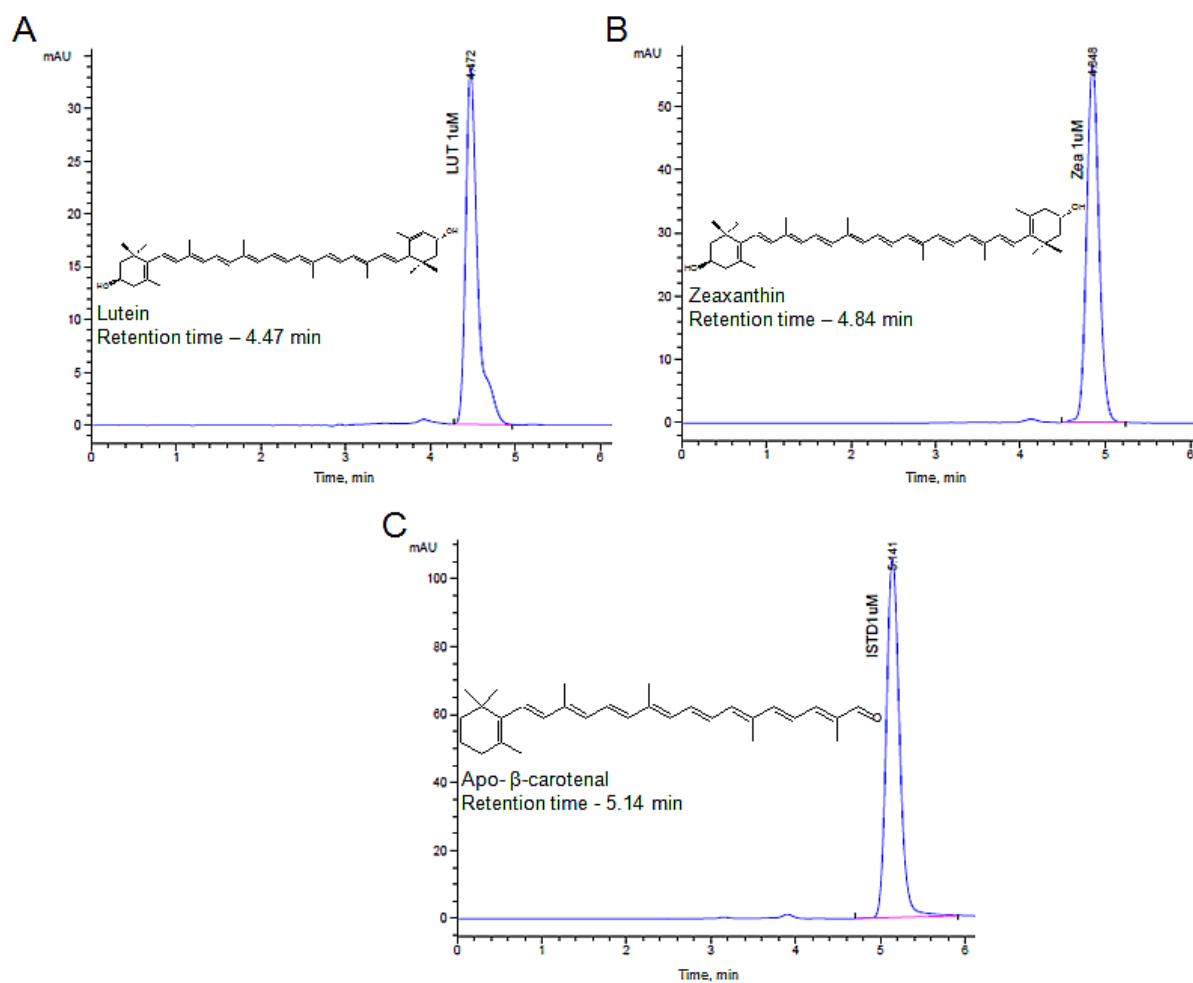 A
mAU
4.472
LUT 1uM
30
25
20
15
10
5
0
OH
HO
Lutein
Retention time – 4.47 min
0 1 2 3 4 5 6
Time, min
B
mAU
4.848
Zea 1uM
50
40
30
20
10
0
OH
HO
Zeaxanthin
Retention time – 4.84 min
0 1 2 3 4 5 6
Time, min
C
mAU
5.141
ISTD1uM
100
80
60
40
20
0
O
Apo- β-carotenal
Retention time - 5.14 min
0 1 2 3 4 5 6
Time, min